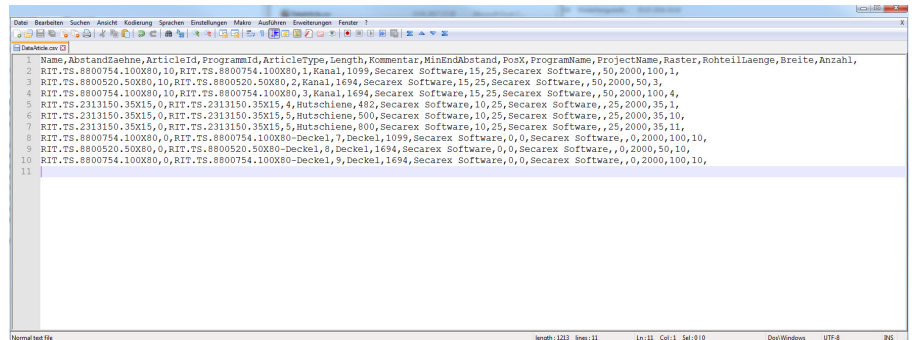 Datei Bearbeiten Suchen Ansicht Kodierung Sprachen Einstellungen Makro Ausführen Erweiterungen Fenster ? X
DataArticle.csv
1 Name,AbstandZaehne,ArticleId,ProgrammId,ArticleType,Length,Kommentar,MinEndAbstand,PosX,ProgramName,ProjectName,Raster,RohteilLaenge,Breite,Anzahl,
2 RIT.TS.8800754.100X80,10,RIT.TS.8800754.100X80,1,Kanal,1099,Secarex Software,15,25,Secarex Software,,50,2000,100,1,
3 RIT.TS.8800520.50X80,10,RIT.TS.8800520.50X80,2,Kanal,1694,Secarex Software,15,25,Secarex Software,,50,2000,50,3,
4 RIT.TS.8800754.100X80,10,RIT.TS.8800754.100X80,3,Kanal,1694,Secarex Software,15,25,Secarex Software,,50,2000,100,4,
5 RIT.TS.2313150.35X15,0,RIT.TS.2313150.35X15,4,Hutschiene,482,Secarex Software,10,25,Secarex Software,,25,2000,35,1,
6 RIT.TS.2313150.35X15,0,RIT.TS.2313150.35X15,5,Hutschiene,500,Secarex Software,10,25,Secarex Software,,25,2000,35,10,
7 RIT.TS.2313150.35X15,0,RIT.TS.2313150.35X15,5,Hutschiene,800,Secarex Software,10,25,Secarex Software,,25,2000,35,11,
8 RIT.TS.8800754.100X80,0,RIT.TS.8800754.100X80-Deckel,7,Deckel,1099,Secarex Software,0,0,Secarex Software,,0,2000,100,10,
9 RIT.TS.8800520.50X80,0,RIT.TS.8800520.50X80-Deckel,8,Deckel,1694,Secarex Software,0,0,Secarex Software,,0,2000,50,10,
10 RIT.TS.8800754.100X80,0,RIT.TS.8800754.100X80-Deckel,9,Deckel,1694,Secarex Software,0,0,Secarex Software,,0,2000,100,10,
11
Normal text file length : 1213 lines : 11 Ln : 11 Col : 1 Sel : 0 | 0 Dos\Windows UTF-8 INS